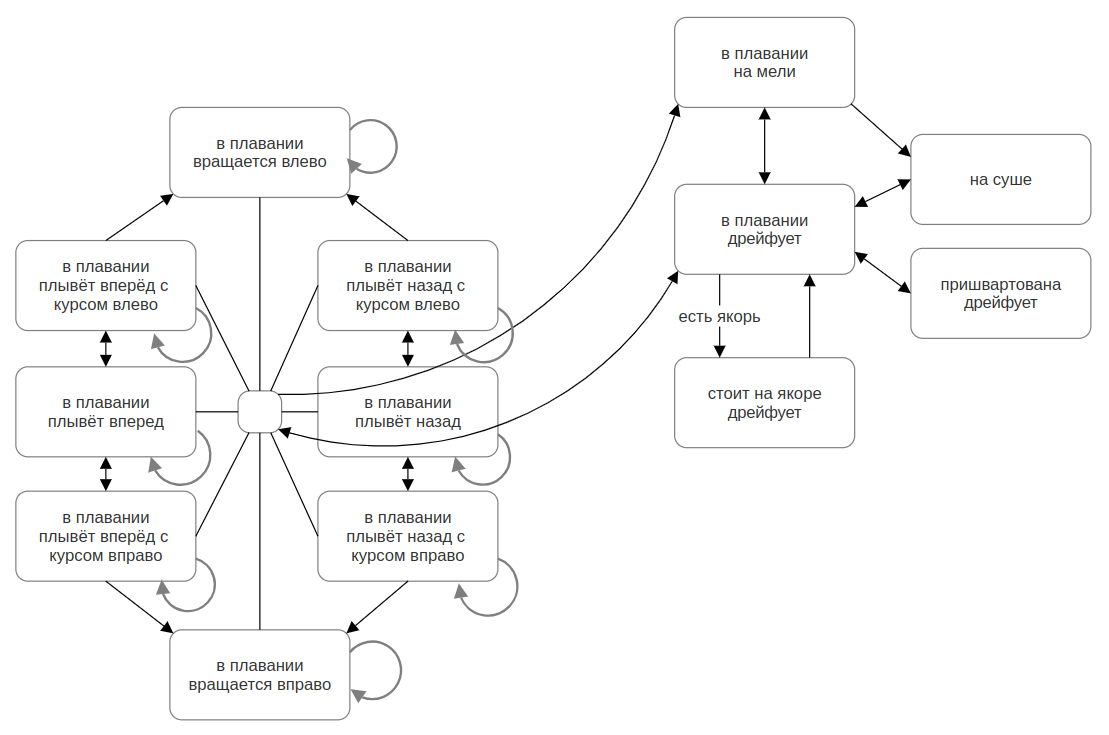 в плавании
на мели
в плавании
вращается влево
на суше
в плавании
дрейфует
в плавании
плывёт вперёд с
курсом влево
в плавании
плывёт назад с
курсом влево
пришвартована
дрейфует
есть якорь
в плавании
плывёт вперед
в плавании
плывёт назад
стоит на якоре
дрейфует
в плавании
плывёт вперёд с
курсом вправо
в плавании
плывёт назад с
курсом вправо
в плавании
вращается вправо